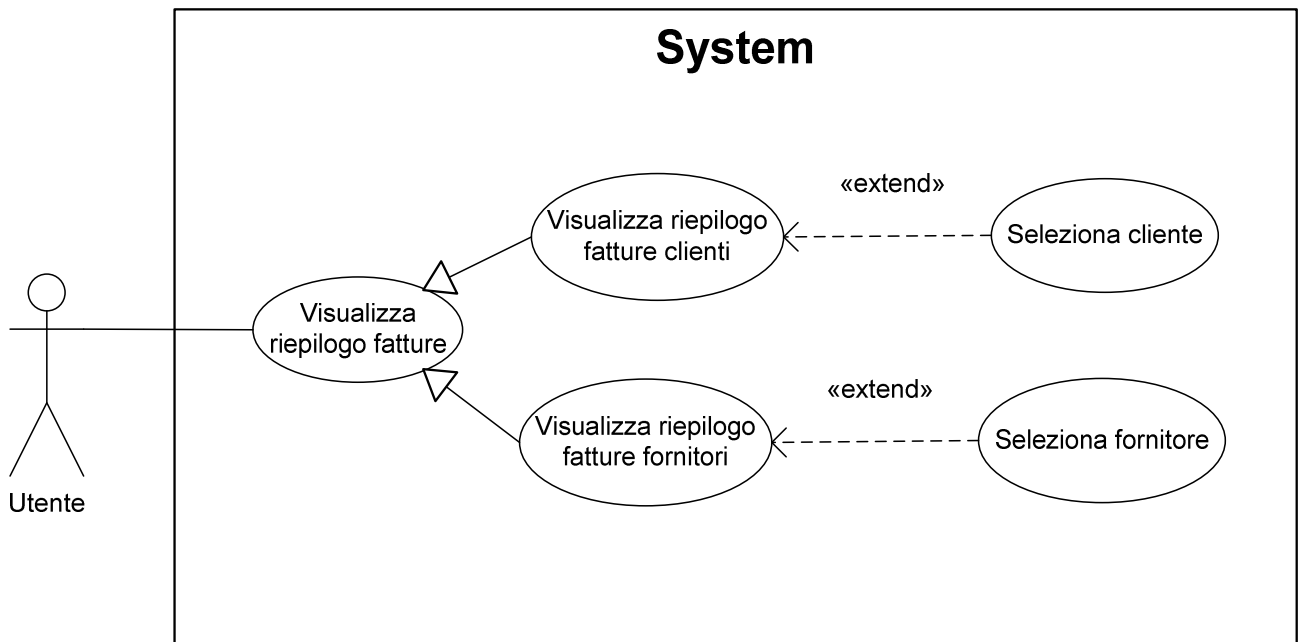 System
Visualizza riepilogo
fatture clienti
«extend»
Seleziona cliente
Visualizza
riepilogo fatture
Visualizza riepilogo
fatture fornitori
«extend»
Seleziona fornitore
Utente